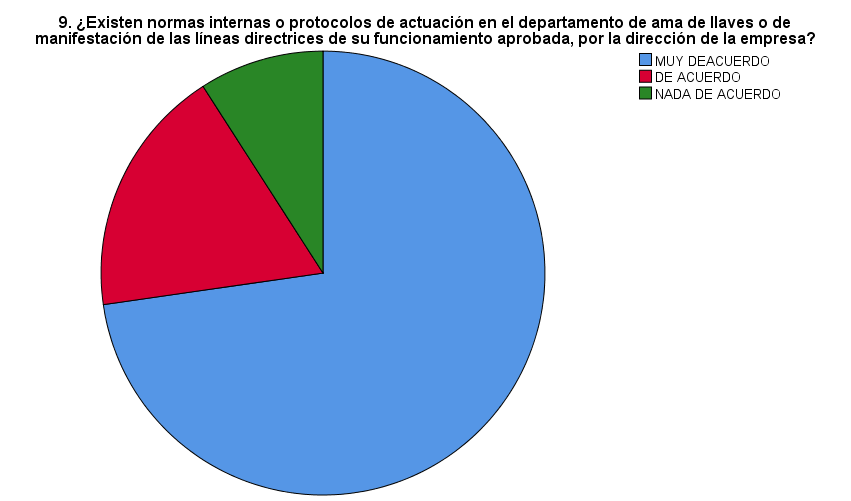 9. ¿Existen normas internas o protocolos de actuación en el departamento de ama de llaves o de
manifestación de las líneas directrices de su funcionamiento aprobada, por la dirección de la empresa?
MUY DEACUERDO
DE ACUERDO
NADA DE ACUERDO